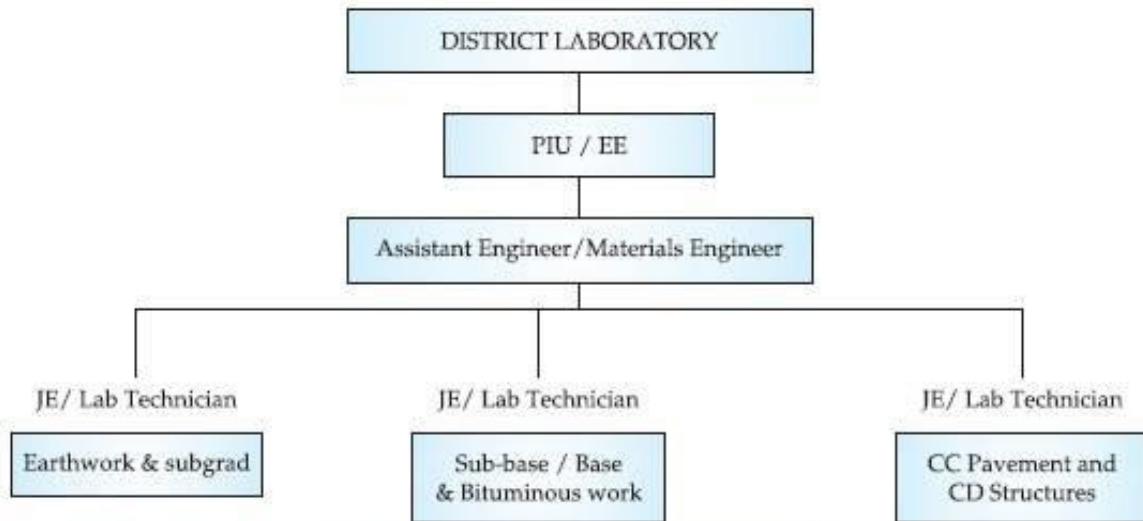 DISTRICT LABORATORY
PIU / EE
Assistant Engineer/Materials Engineer
JE/ Lab Technician
Earthwork & subgrad
JE/ Lab Technician
Sub-base / Base
& Bituminous work
JE/ Lab Technician
CC Pavement and
CD Structures